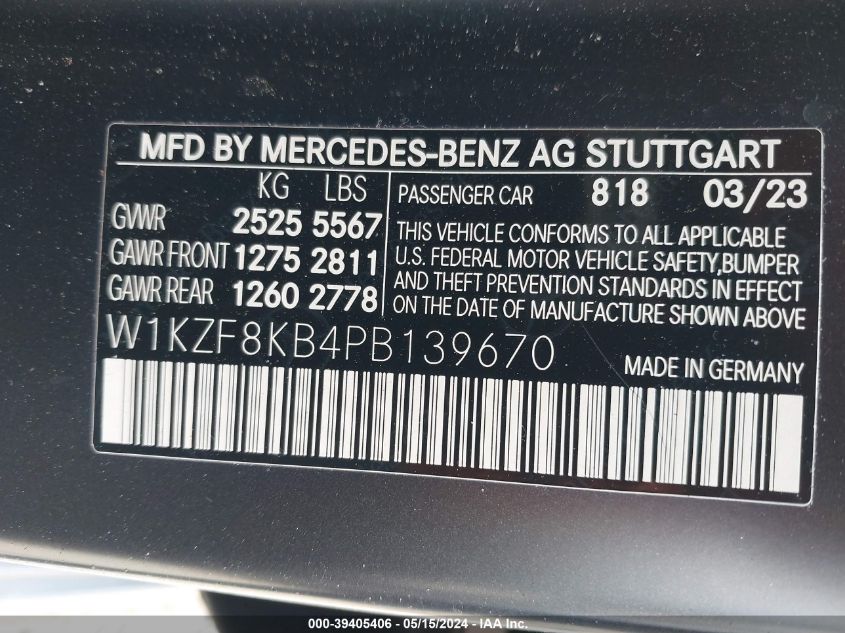 MFD BY MERCEDES-BENZ AG STUTTGART
KG LBS
GVWR 2525 5567
GAWR FRONT 1275 2811
GAWR REAR 1260 2778
PASSENGER CAR 818 03/23
THIS VEHICLE CONFORMS TO ALL APPLICABLE
U.S. FEDERAL MOTOR VEHICLE SAFETY,BUMPER
AND THEFT PREVENTION STANDARDS IN EFFECT
ON THE DATE OF MANUFACTURE SHOWN ABOVE
W1KZF8KB4PB139670
MADE IN GERMANY
000-39405406 - 05/15/2024 - IAA Inc.